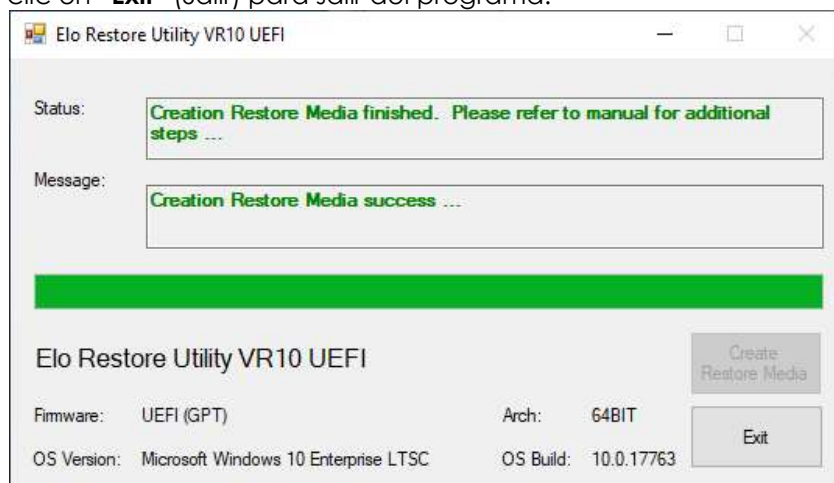 clic en "Exit" (Salir) para salir del programa.
Elo Restore Utility VR10 UEFI
Status:
Creation Restore Media finished.  Please refer to manual for additional
steps ...
Message:
Creation Restore Media success ...
Elo Restore Utility VR10 UEFI
Create
Restore Media
Firmware: UEFI (GPT) Arch: 64BIT
Exit
OS Version: Microsoft Windows 10 Enterprise LTSC OS Build: 10.0.17763